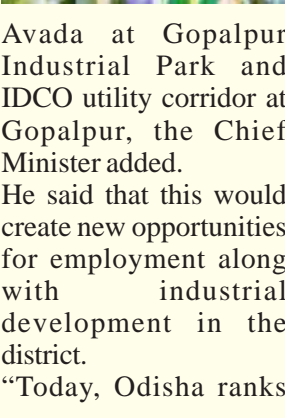 Avada at Gopalpur
Industrial Park and
IDCO utility corridor at
Gopalpur, the Chief
Minister added.
He said that this would
create new opportunities
for employment along
with industrial
development in the
district.
“Today, Odisha ranks